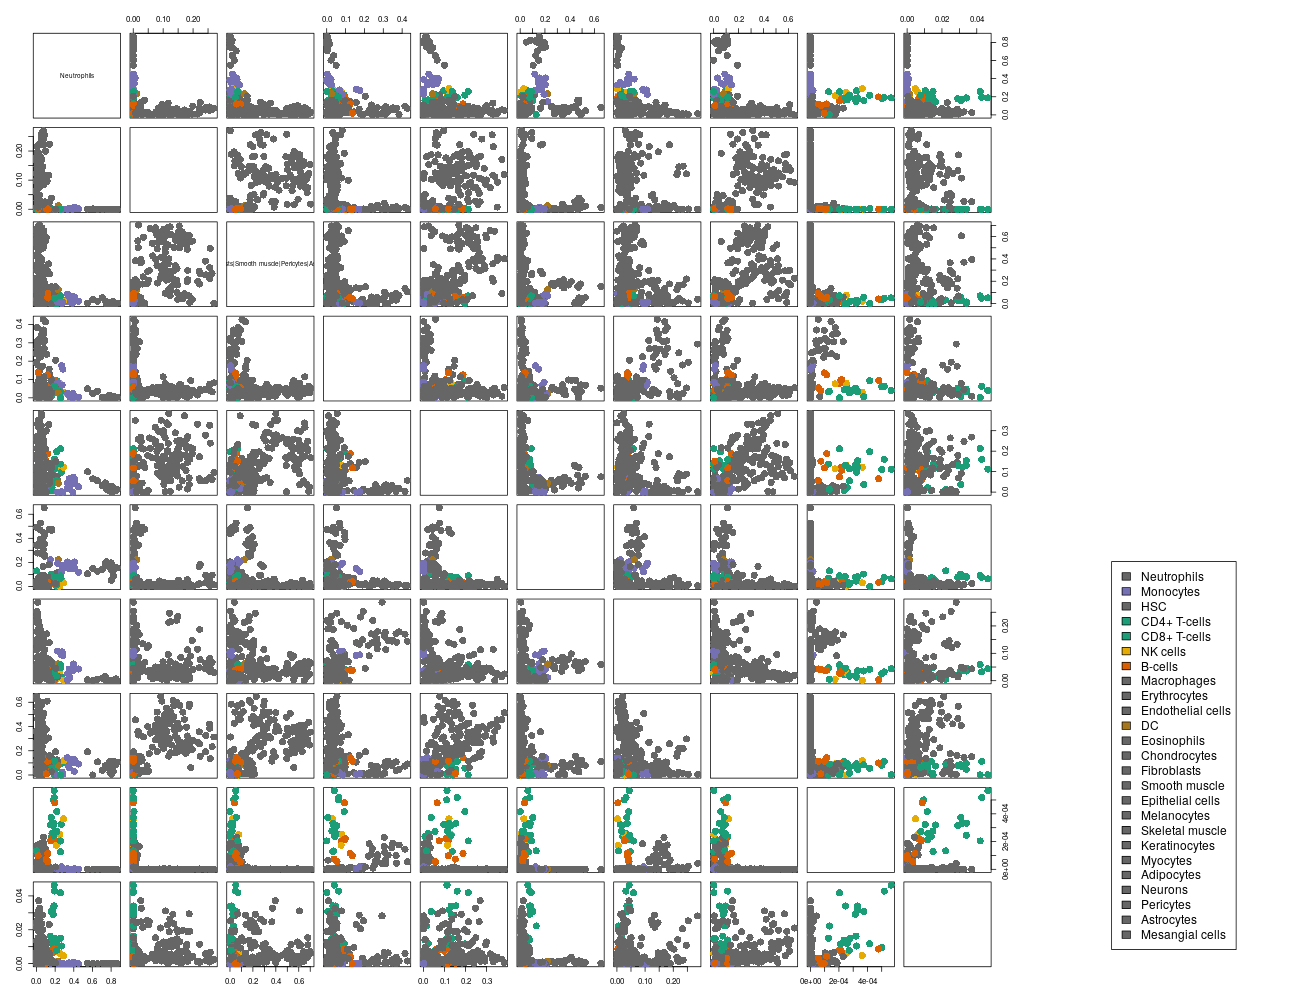 0.00 0.10 0.20
0.0 0.1 0.2 0.3 0.4
0.0 0.2 0.4 0.6
0.0 0.2 0.4 0.6
0.00 0.02 0.04
Neutrophils
0.0 0.2 0.4 0.6 0.8
0.00 0.10 0.20
sts|Smooth muscle|Pericytes|A
0.0 0.2 0.4 0.6
0.0 0.1 0.2 0.3 0.4
0.0 0.1 0.2 0.3
0.0 0.2 0.4 0.6
0.00 0.10 0.20
0.0 0.2 0.4 0.6
0e+00 2e-04 4e-04
0.00 0.02 0.04
0.0 0.2 0.4 0.6 0.8
0.0 0.2 0.4 0.6
0.0 0.1 0.2 0.3
0.00 0.10 0.20
0e+00 2e-04 4e-04
Neutrophils
Monocytes
HSC
CD4+ T-cells
CD8+ T-cells
NK cells
B-cells
Macrophages
Erythrocytes
Endothelial cells
DC
Eosinophils
Chondrocytes
Fibroblasts
Smooth muscle
Epithelial cells
Melanocytes
Skeletal muscle
Keratinocytes
Myocytes
Adipocytes
Neurons
Pericytes
Astrocytes
Mesangial cells